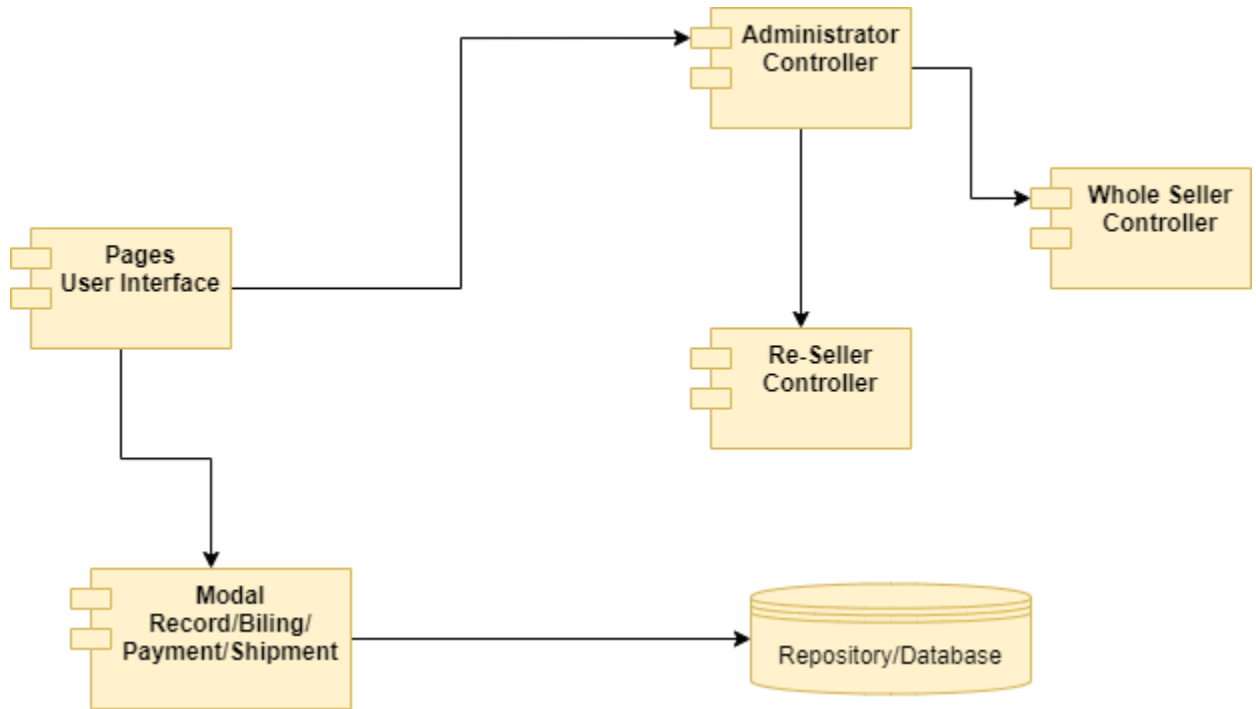 Administrator
Controller
Whole Seller
Controller
Pages
User Interface
Re-Seller
Controller
Modal
Record/Biling/
Payment/Shipment
Repository/Database